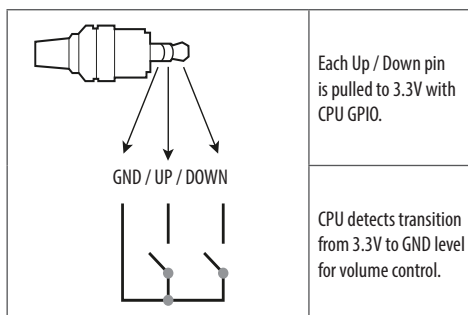 Each Up / Down pin
is pulled to 3.3V with
CPU GPIO.
GND / UP / DOWN
CPU detects transition
from 3.3V to GND level
for volume control.